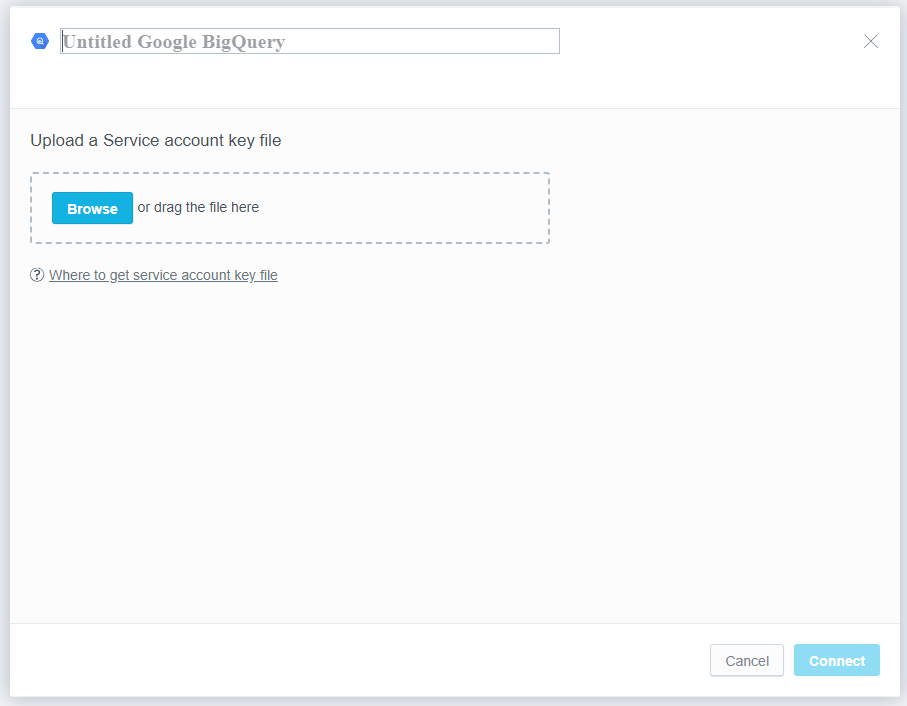 Untitled Google BigQuery
Upload a Service account key file
Browse or drag the file here
? Where to get service account key file
Cancel Connect